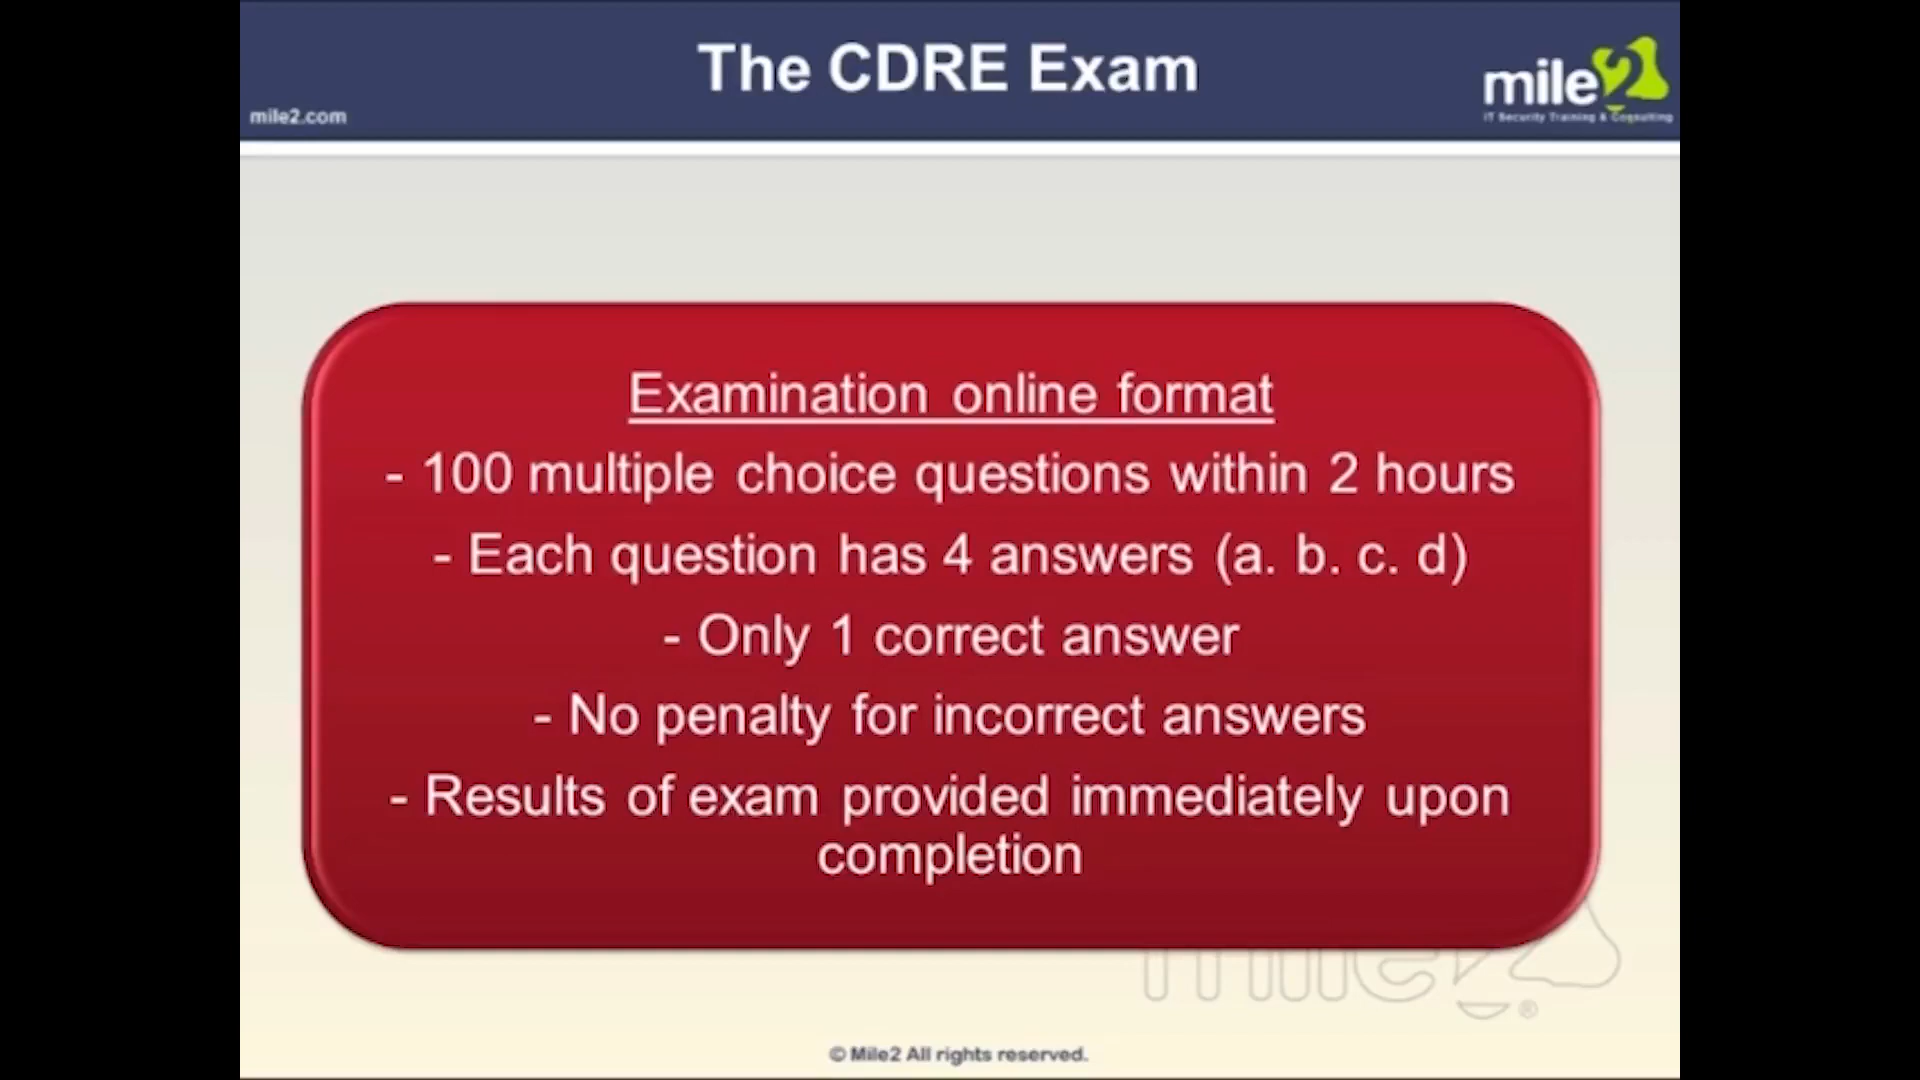 The CDRE Exam
mile2.com
mile2
IT Security Training & Consulting
Examination online format
- 100 multiple choice questions within 2 hours
- Each question has 4 answers (a. b. c. d)
- Only 1 correct answer
- No penalty for incorrect answers
- Results of exam provided immediately upon
completion
mile2®
© Mile2 All rights reserved.